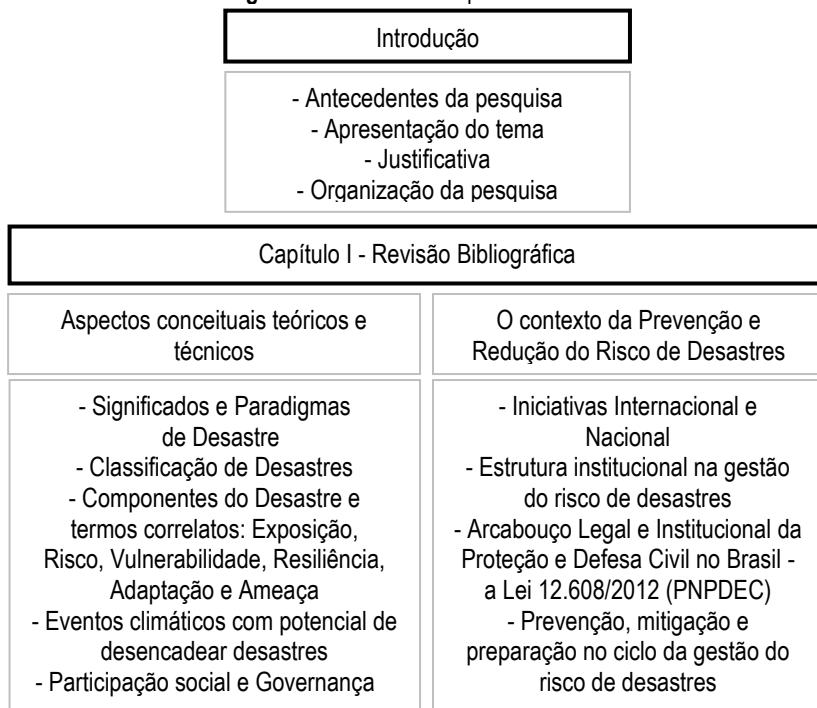 Introdução
- Antecedentes da pesquisa
- Apresentação do tema
- Justificativa
- Organização da pesquisa
Capítulo I - Revisão Bibliográfica
Aspectos conceituais teóricos e
técnicos
- Significados e Paradigmas
de Desastre
- Classificação de Desastres
- Componentes do Desastre e
termos correlatos: Exposição,
Risco, Vulnerabilidade, Resiliência,
Adaptação e Ameaça
- Eventos climáticos com potencial de
desencadear desastres
- Participação social e Governança
O contexto da Prevenção e
Redução do Risco de Desastres
- Iniciativas Internacional e
Nacional
- Estrutura institucional na gestão
do risco de desastres
- Arcabouço Legal e Institucional da
Proteção e Defesa Civil no Brasil -
a Lei 12.608/2012 (PNPDEC)
- Prevenção, mitigação e
preparação no ciclo da gestão do
risco de desastres